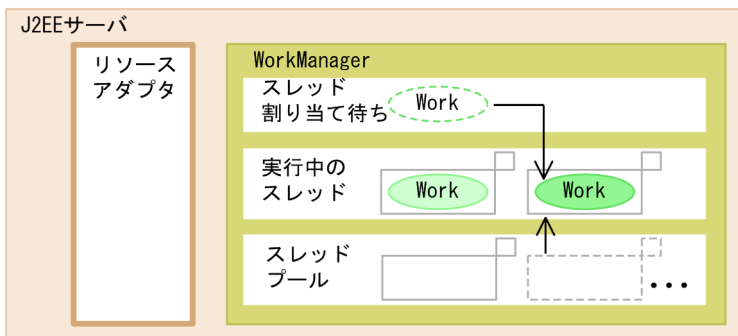 J2EEサーバ
リソース
アダプタ
WorkManager
スレッド
割り当て待ち
Work
実行中の
スレッド
Work
Work
スレッド
プール
...